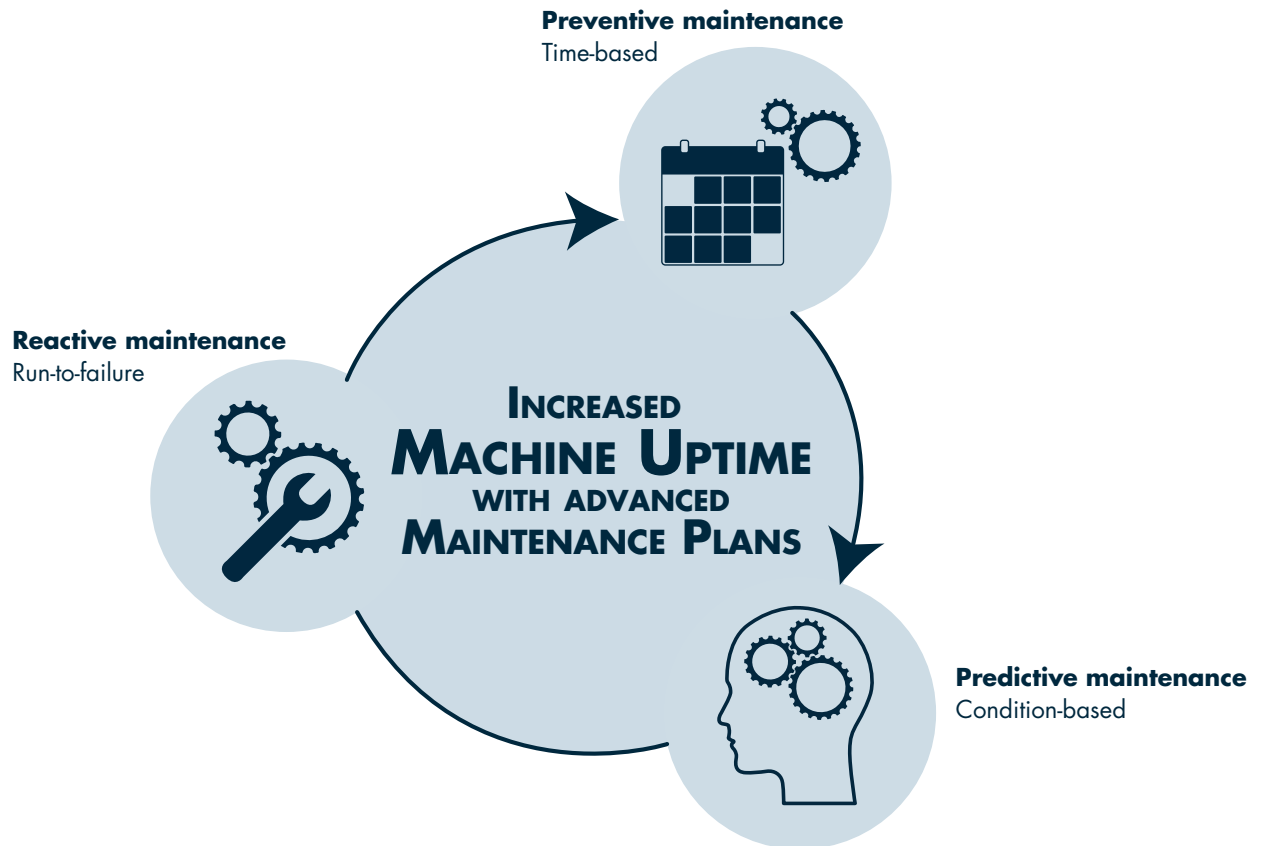 Preventive maintenance
Time-based
Reactive maintenance
Run-to-failure
INCREASED
MACHINE UPTIME
WITH ADVANCED
MAINTENANCE PLANS
Predictive maintenance
Condition-based